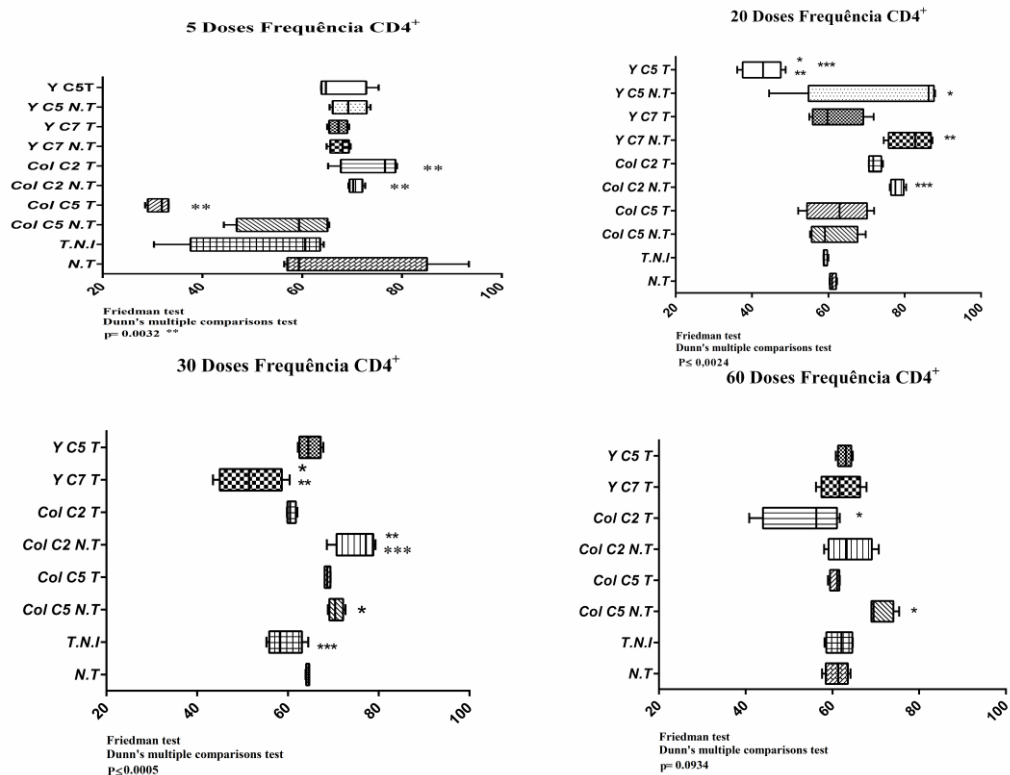 5 Doses Frequência CD4+
Y C5T
Y C5 N.T
Y C7 T
Y C7 N.T
Col C2 T
**
Col C2 N.T
**
Col C5 T
**
Col C5 N.T
T.N.I
N.T
20 40 60 80 100
Friedman test
Dunn's multiple comparisons test
p= 0.0032 **
20 Doses Frequência CD4+
Y C5 T
* ***
**
Y C5 N.T
*
Y C7 T
Y C7 N.T
**
Col C2 T
Col C2 N.T
***
Col C5 T
Col C5 N.T
T.N.I
N.T
20 40 60 80 100
Friedman test
Dunn's multiple comparisons test
P≤ 0,0024
30 Doses Frequência CD4+
Y C5 T
Y C7 T
*
**
Col C2 T
Col C2 N.T
**
***
Col C5 T
Col C5 N.T
*
T.N.I
***
N.T
20 40 60 80 100
Friedman test
Dunn's multiple comparisons test
P≤0.0005
60 Doses Frequência CD4+
Y C5 T
Y C7 T
Col C2 T
*
Col C2 N.T
Col C5 T
Col C5 N.T
*
T.N.I
N.T
20 40 60 80 100
Friedman test
Dunn's multiple comparisons test
p= 0.0934